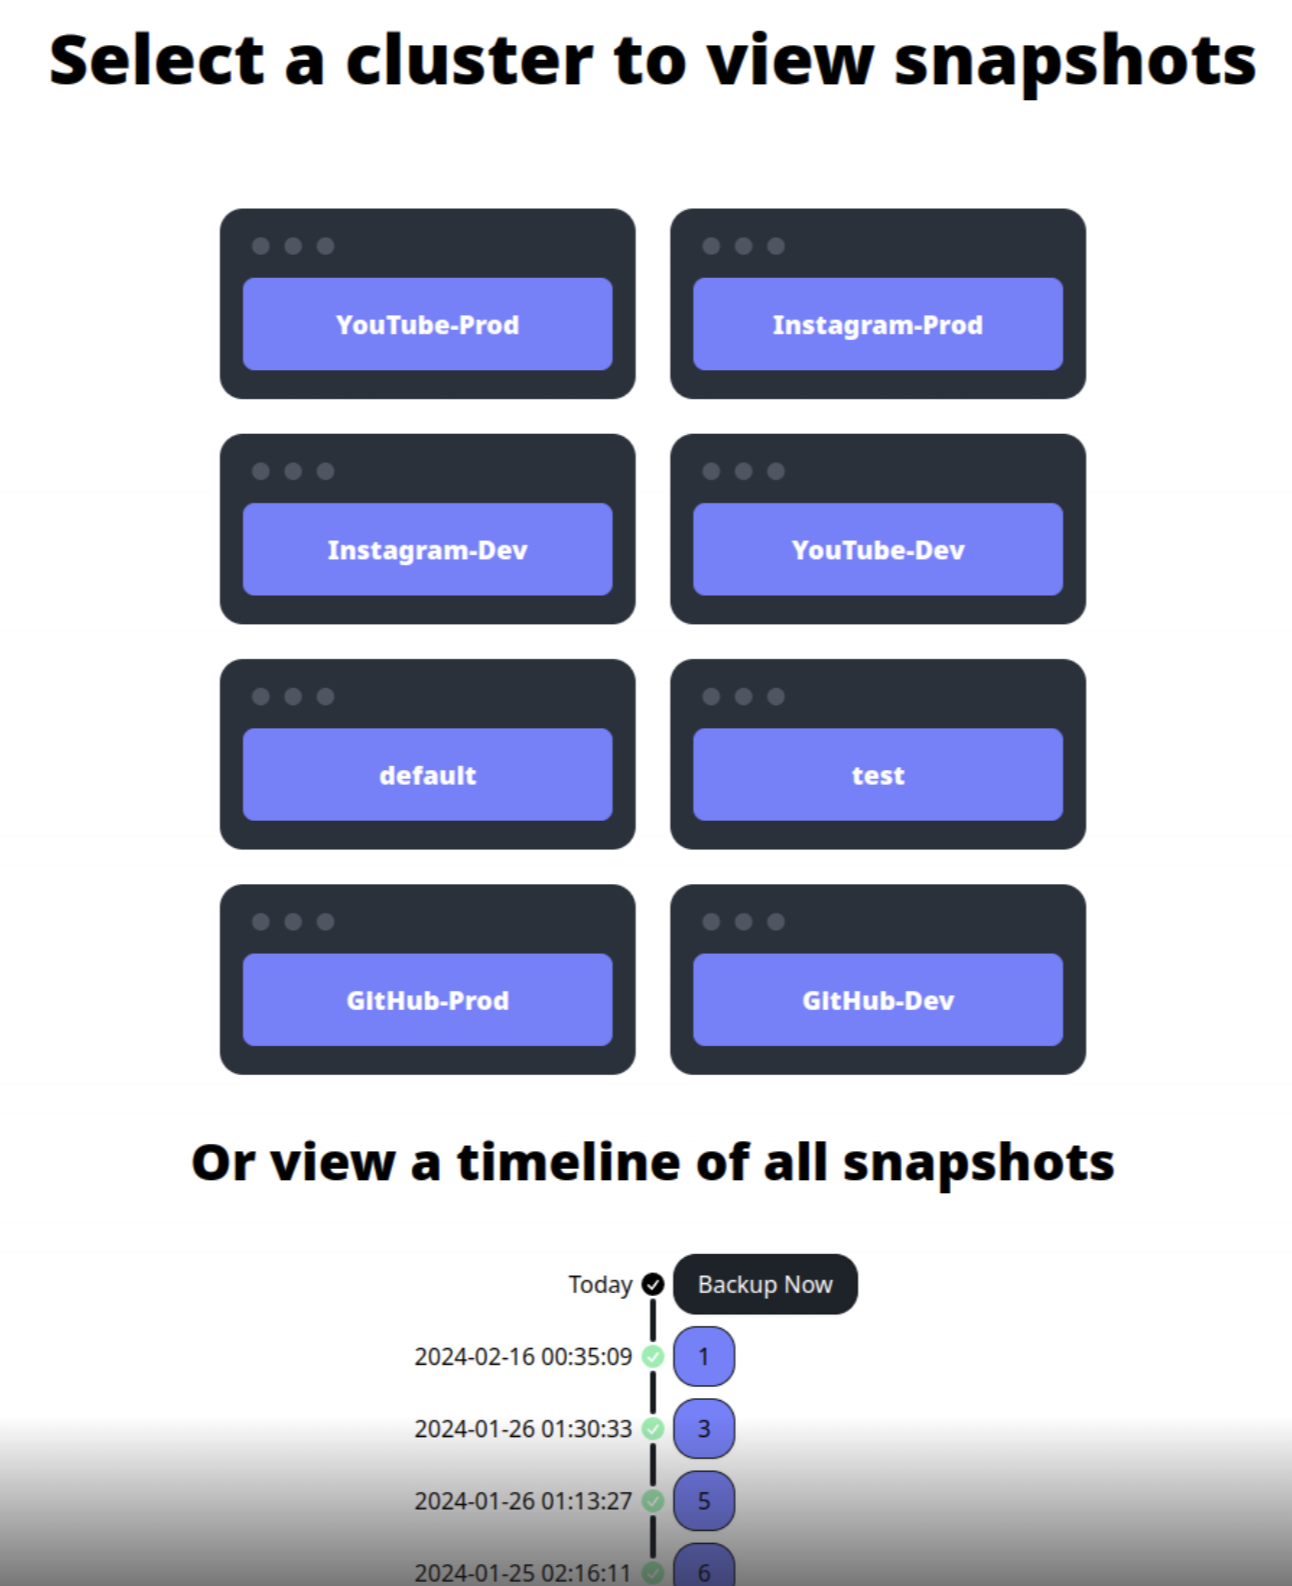 Select a cluster to view snapshots
YouTube-Prod
Instagram-Prod
Instagram-Dev
YouTube-Dev
default
test
GitHub-Prod
GitHub-Dev
Or view a timeline of all snapshots
Today Backup Now
2024-02-16 00:35:09 1
2024-01-26 01:30:33 3
2024-01-26 01:13:27 5
2024-01-25 02:16:11 6